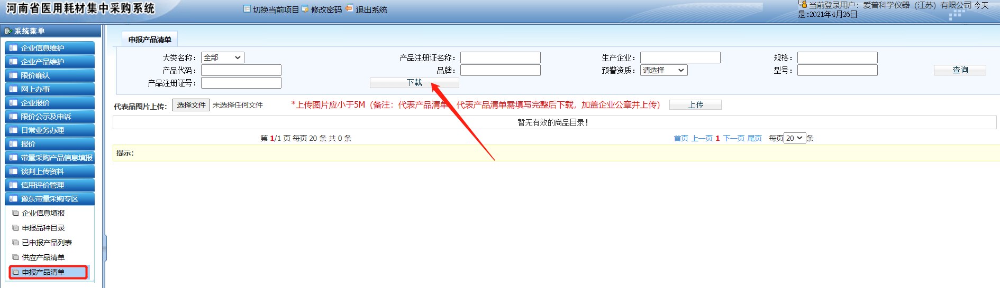 河南省医用耗材集中采购系统
切换当前项目 修改密码 退出系统
当前登录用户：爱普科学仪器（江苏）有限公司 今天
是:2021年4月26日
系统菜单
企业信息维护
企业产品维护
限价确认
网上办事
企业报价
限价公示及申诉
日常业务办理
报价
带量采购产品信息填报
谈判上传资料
信用评价管理
豫东带量采购专区
企业信息填报
申报品种目录
已申报产品列表
供应产品清单
申报产品清单
申报产品清单
大类名称： 全部 产品注册证名称： 生产企业： 规格：
产品代码： 品牌： 预警资质： 请选择 型号： 查询
产品注册证号： 下载
代表品图片上传： 选择文件 未选择任何文件 *上传图片应小于5M（备注：代表产品清单 代表产品清单需填写完整后下载，加盖企业公章并上传） 上传
暂无有效的商品目录！
第 1/1 页 每页 20 条 共 0 条 首页 上一页 1 下一页 尾页 每页 20 条
提示：